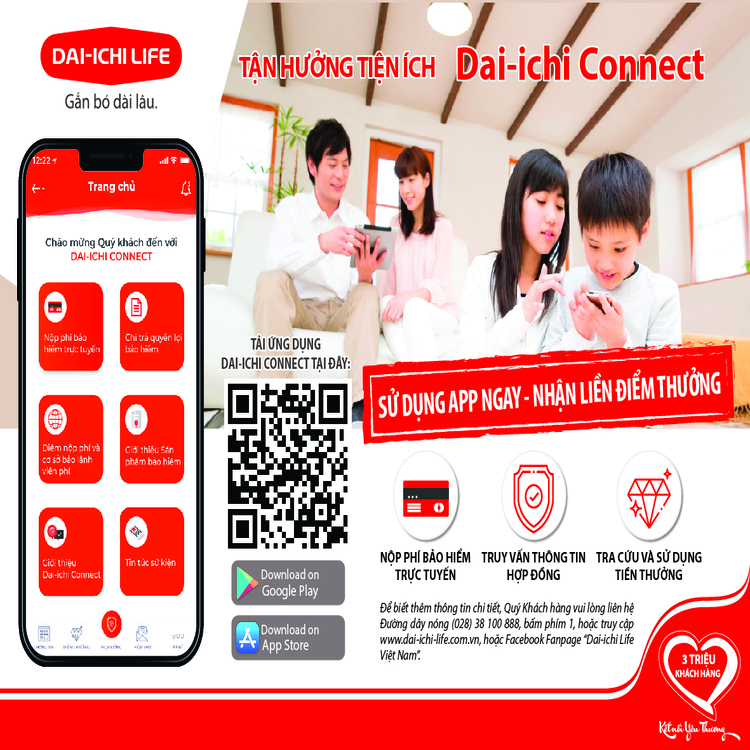 DAI-ICHI LIFE
Gắn bó dài lâu.
TẬN HƯỞNG TIỆN ÍCH Dai-ichi Connect
12:22
Trang chủ
Chào mừng Quý khách đến với
DAI-ICHI CONNECT
Nộp phí bảo
hiểm trực tuyến
Chi trả quyền lợi
bảo hiểm
Điểm nộp phí và
cơ sở bảo lãnh
viện phí
Giới thiệu Sản
phẩm bảo hiểm
Giới thiệu
Dai-ichi Connect
Tin tức sự kiện
TẢI ỨNG DỤNG
DAI-ICHI CONNECT TẠI ĐÂY:
Download on
Google Play
Download on
App Store
SỬ DỤNG APP NGAY - NHẬN LIỀN ĐIỂM THƯỞNG
NỘP PHÍ BẢO HIỂM
TRỰC TUYẾN
TRUY VẤN THÔNG TIN
HỢP ĐỒNG
TRA CỨU VÀ SỬ DỤNG
TIỀN THƯỞNG
Để biết thêm thông tin chi tiết, Quý Khách hàng vui lòng liên hệ
Đường dây nóng (028) 38 100 888, bấm phím 1, hoặc truy cập
www.dai-ichi-life.com.vn, hoặc Facebook Fanpage “Dai-ichi Life
Việt Nam”.
3 TRIỆU
KHÁCH HÀNG
Kết nối Yêu Thương